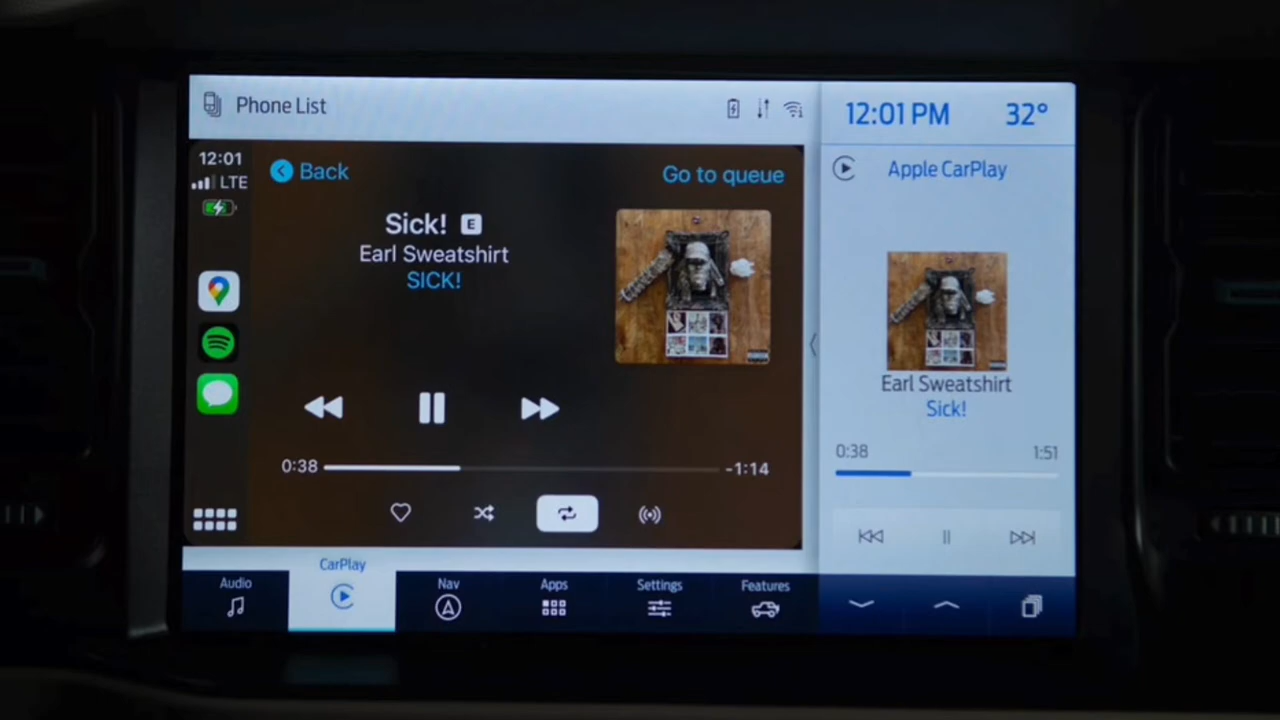 Phone List
12:01 PM 32°
12:01
LTE
Back
Go to queue
Sick! E
Earl Sweatshirt
SICK!
0:38
-1:14
Apple CarPlay
Earl Sweatshirt
Sick!
0:38
1:51
Audio
CarPlay
Nav
Apps
Settings
Features